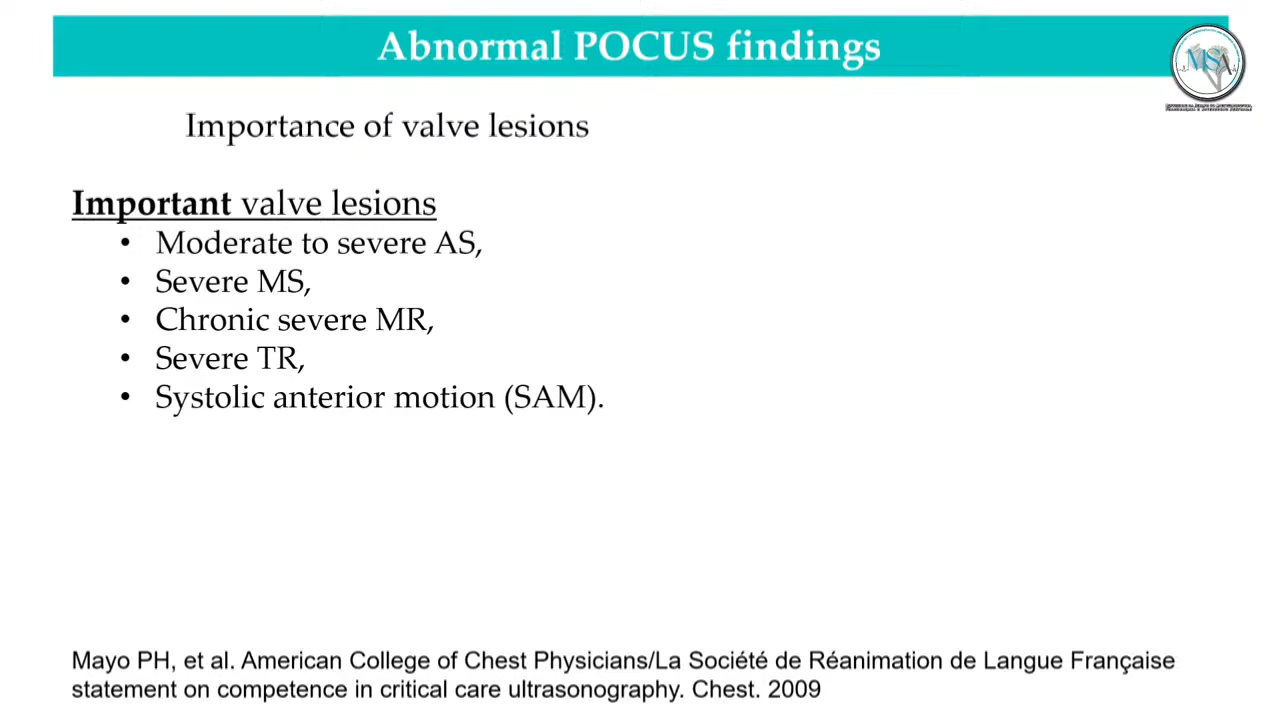 Abnormal POCUS findings
MSA
Importance of valve lesions
Important valve lesions
• Moderate to severe AS,
• Severe MS,
• Chronic severe MR,
• Severe TR,
• Systolic anterior motion (SAM).
Mayo PH, et al. American College of Chest Physicians/La Société de Réanimation de Langue Française
statement on competence in critical care ultrasonography. Chest. 2009